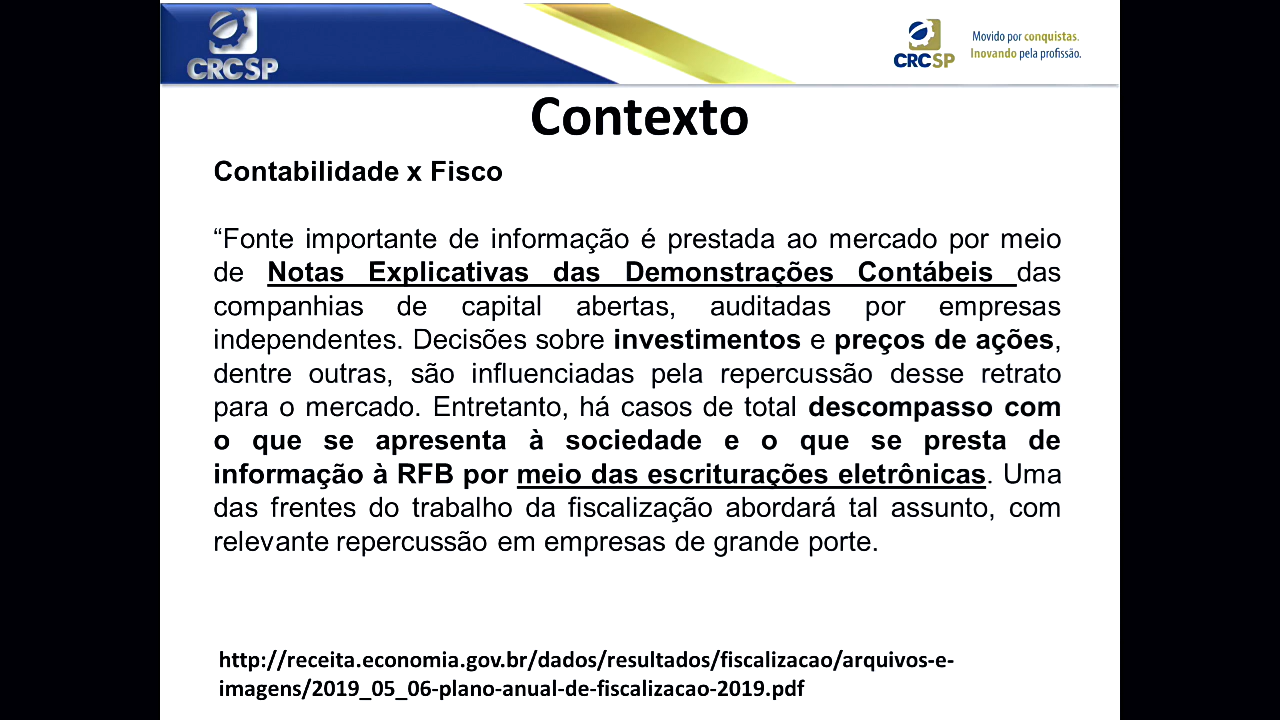 CRCSP
CRCSP
Movido por conquistas.
Inovando pela profissão.
Contexto
Contabilidade x Fisco
“Fonte importante de informação é prestada ao mercado por meio
de Notas Explicativas das Demonstrações Contábeis das
companhias de capital abertas, auditadas por empresas
independentes. Decisões sobre investimentos e preços de ações,
dentre outras, são influenciadas pela repercussão desse retrato
para o mercado. Entretanto, há casos de total descompasso com
o que se apresenta à sociedade e o que se presta de
informação à RFB por meio das escriturações eletrônicas. Uma
das frentes do trabalho da fiscalização abordará tal assunto, com
relevante repercussão em empresas de grande porte.
http://receita.economia.gov.br/dados/resultados/fiscalizacao/arquivos-e-
imagens/2019_05_06-plano-anual-de-fiscalizacao-2019.pdf